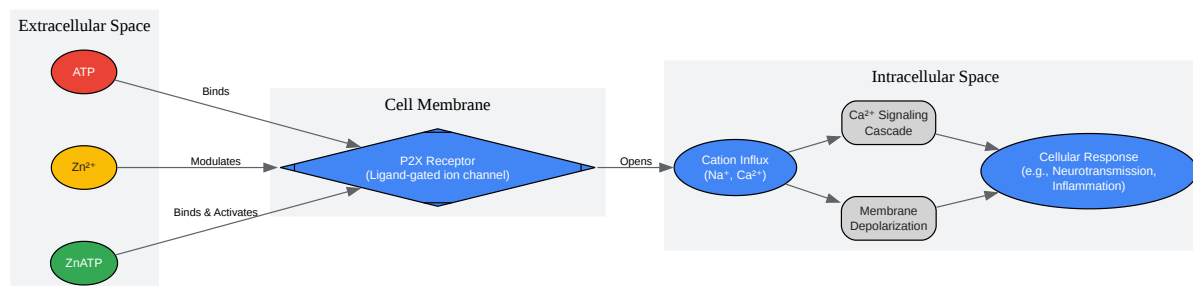 Extracellular Space
ATP
Zn²⁺
ZnATP
Binds
Modulates
Binds & Activates
Cell Membrane
P2X Receptor
(Ligand-gated ion channel)
Opens
Intracellular Space
Cation Influx
(Na⁺, Ca²⁺)
Ca²⁺ Signaling
Cascade
Membrane
Depolarization
Cellular Response
(e.g., Neurotransmission,
Inflammation)